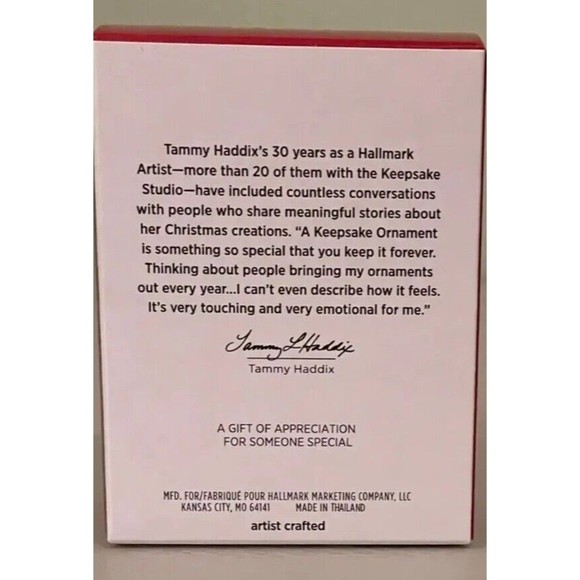 Tammy Haddix's 30 years as a Hallmark
Artist—more than 20 of them with the Keepsake
Studio—have included countless conversations
with people who share meaningful stories about
her Christmas creations. “A Keepsake Ornament
is something so special that you keep it forever.
Thinking about people bringing my ornaments
out every year...I can't even describe how it feels.
It's very touching and very emotional for me.”
Tammy L Haddix
Tammy Haddix
A GIFT OF APPRECIATION
FOR SOMEONE SPECIAL
MFD. FOR/FABRIQUÉ POUR HALLMARK MARKETING COMPANY, LLC
KANSAS CITY, MO 64141 MADE IN THAILAND
artist crafted